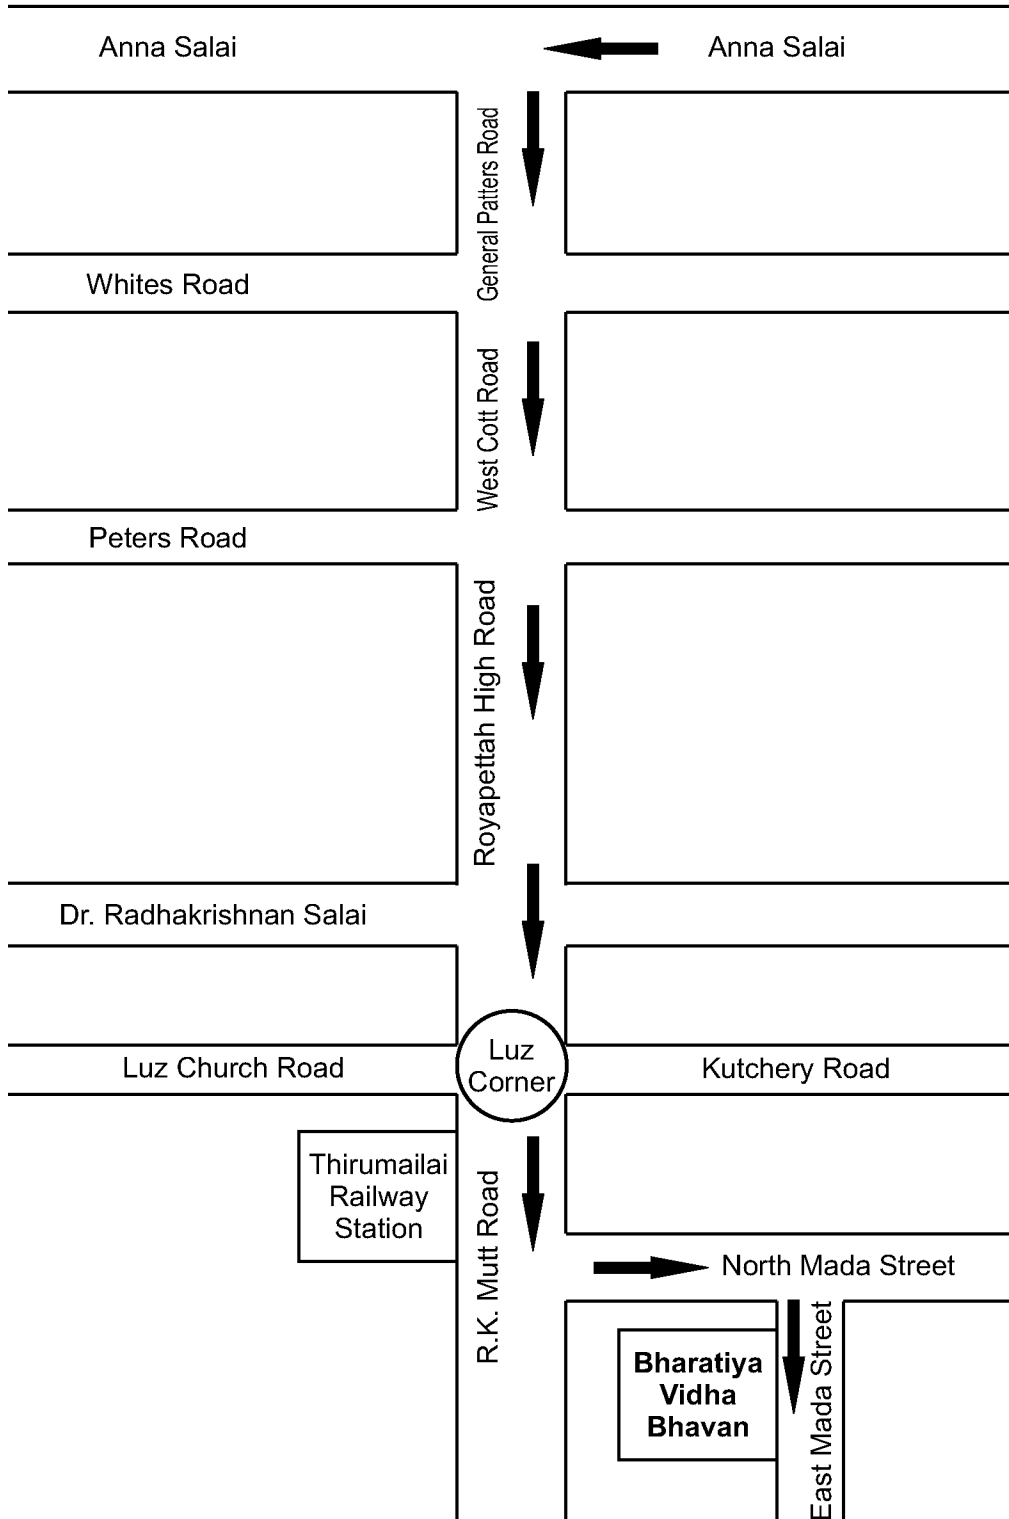 Anna Salai
Anna Salai
General Patters Road
Whites Road
West Cott Road
Peters Road
Royapettah High Road
Dr. Radhakrishnan Salai
Luz
Corner
Luz Church Road
Kutchery Road
Thirumailai
Railway
Station
R.K. Mutt Road
North Mada Street
Bharatiya
Vidha
Bhavan
East Mada Street